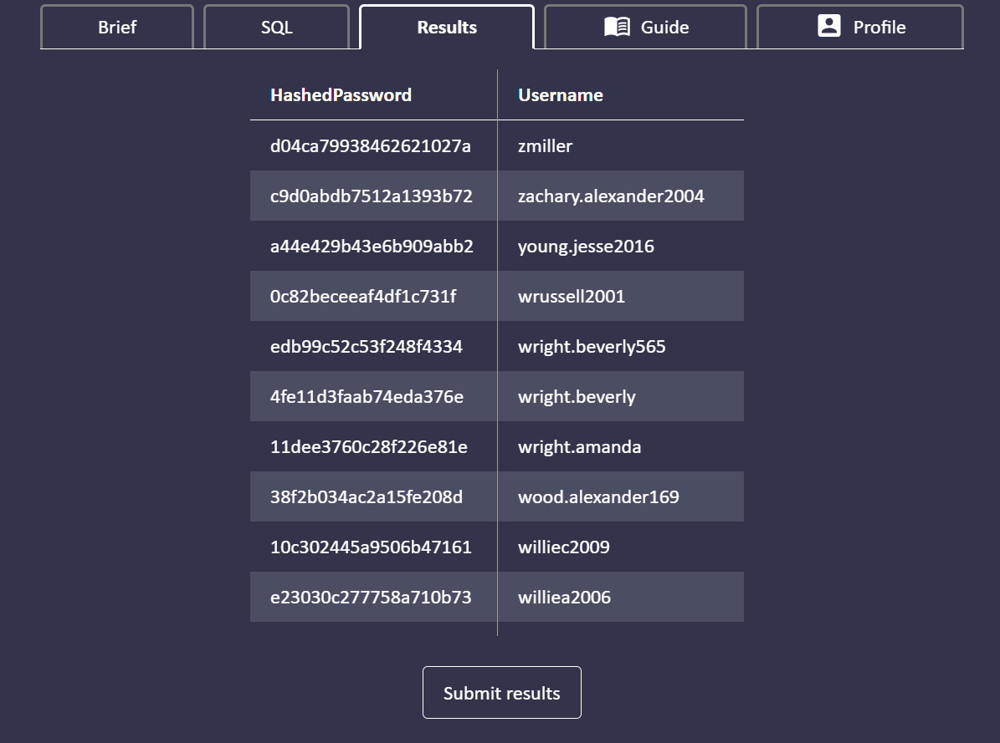 Brief SQL Results Guide Profile
HashedPassword Username
d04ca79938462621027a zmiller
c9d0abdb7512a1393b72 zachary.alexander2004
a44e429b43e6b909abb2 young.jesse2016
0c82beceeaf4df1c731f wrussell2001
edb99c52c53f248f4334 wright.beverly565
4fe11d3faab74eda376e wright.beverly
11dee3760c28f226e81e wright.amanda
38f2b034ac2a15fe208d wood.alexander169
10c302445a9506b47161 williec2009
e23030c277758a710b73 williea2006
Submit results